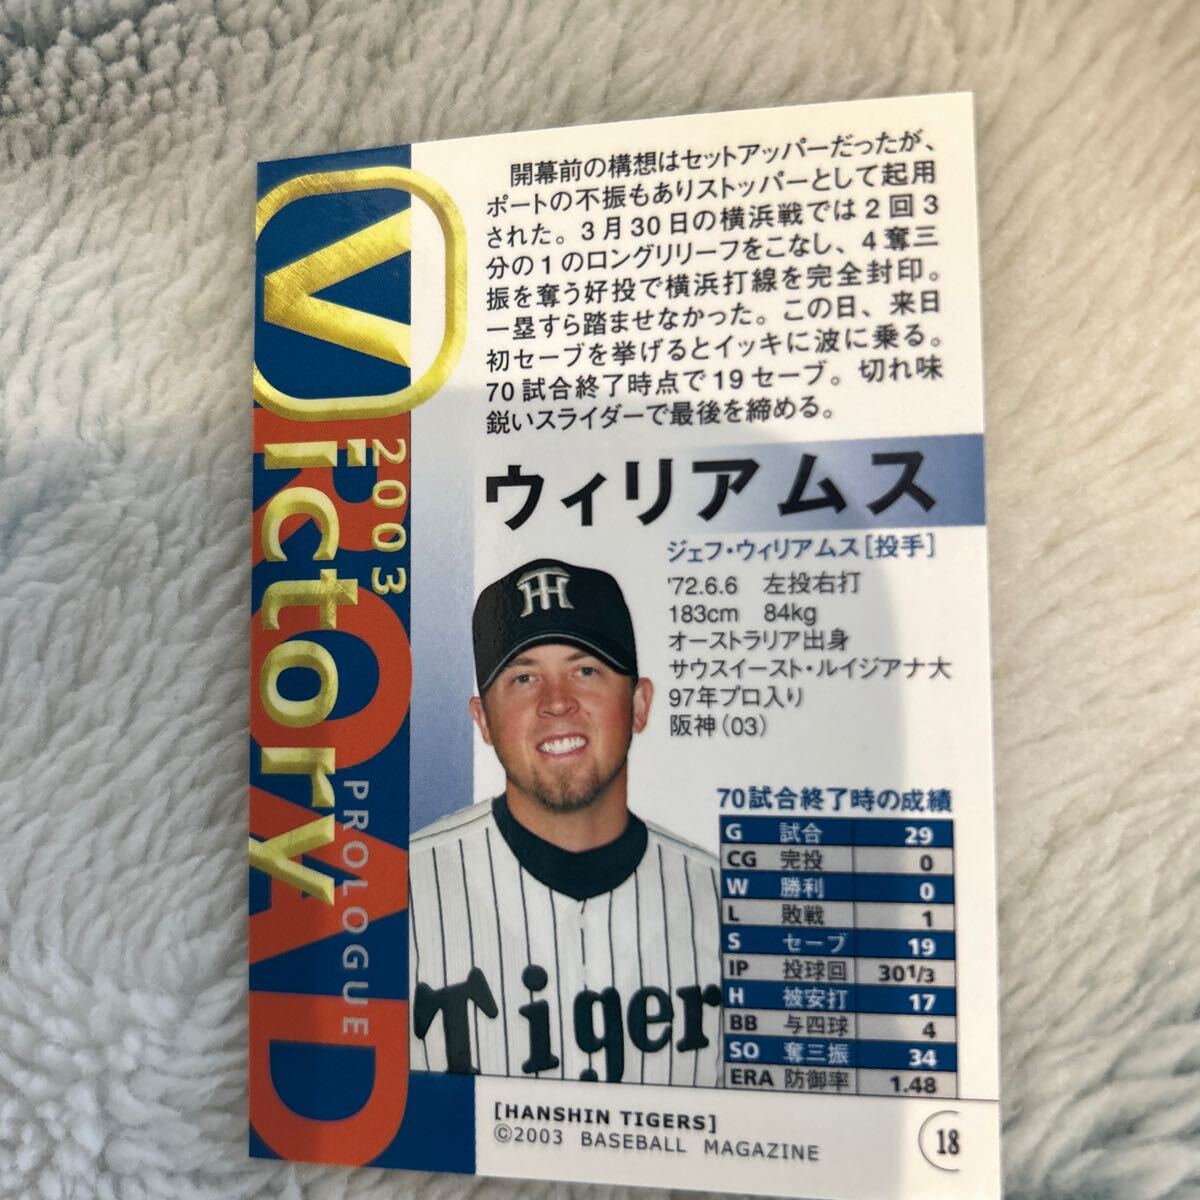 開幕前の構想はセットアッパーだったが、
ポートの不振もありストッパーとして起用
された。3月30日の横浜戦では2回3
分の1のロングリリーフをこなし、4奪三
振を奪う好投で横浜打線を完全封印。
一塁すら踏ませなかった。この日、来日
初セーブを挙げるとイッキに波に乗る。
70試合終了時点で19セーブ。切れ味
鋭いスライダーで最後を締める。
Victory
ROAD
2003
PROLOGUE
ウィリアムス
ジェフ・ウィリアムス[投手]
'72.6.6 左投右打
183cm 84kg
オーストラリア出身
サウスイースト・ルイジアナ大
97年プロ入り
阪神(03)
HT
Tiger
70試合終了時の成績
G 試合 29
CG 完投 0
W 勝利 0
L 敗戦 1
S セーブ 19
IP 投球回 30 1/3
H 被安打 17
BB 与四球 4
SO 奪三振 34
ERA 防御率 1.48
[HANSHIN TIGERS]
©2003 BASEBALL MAGAZINE
18